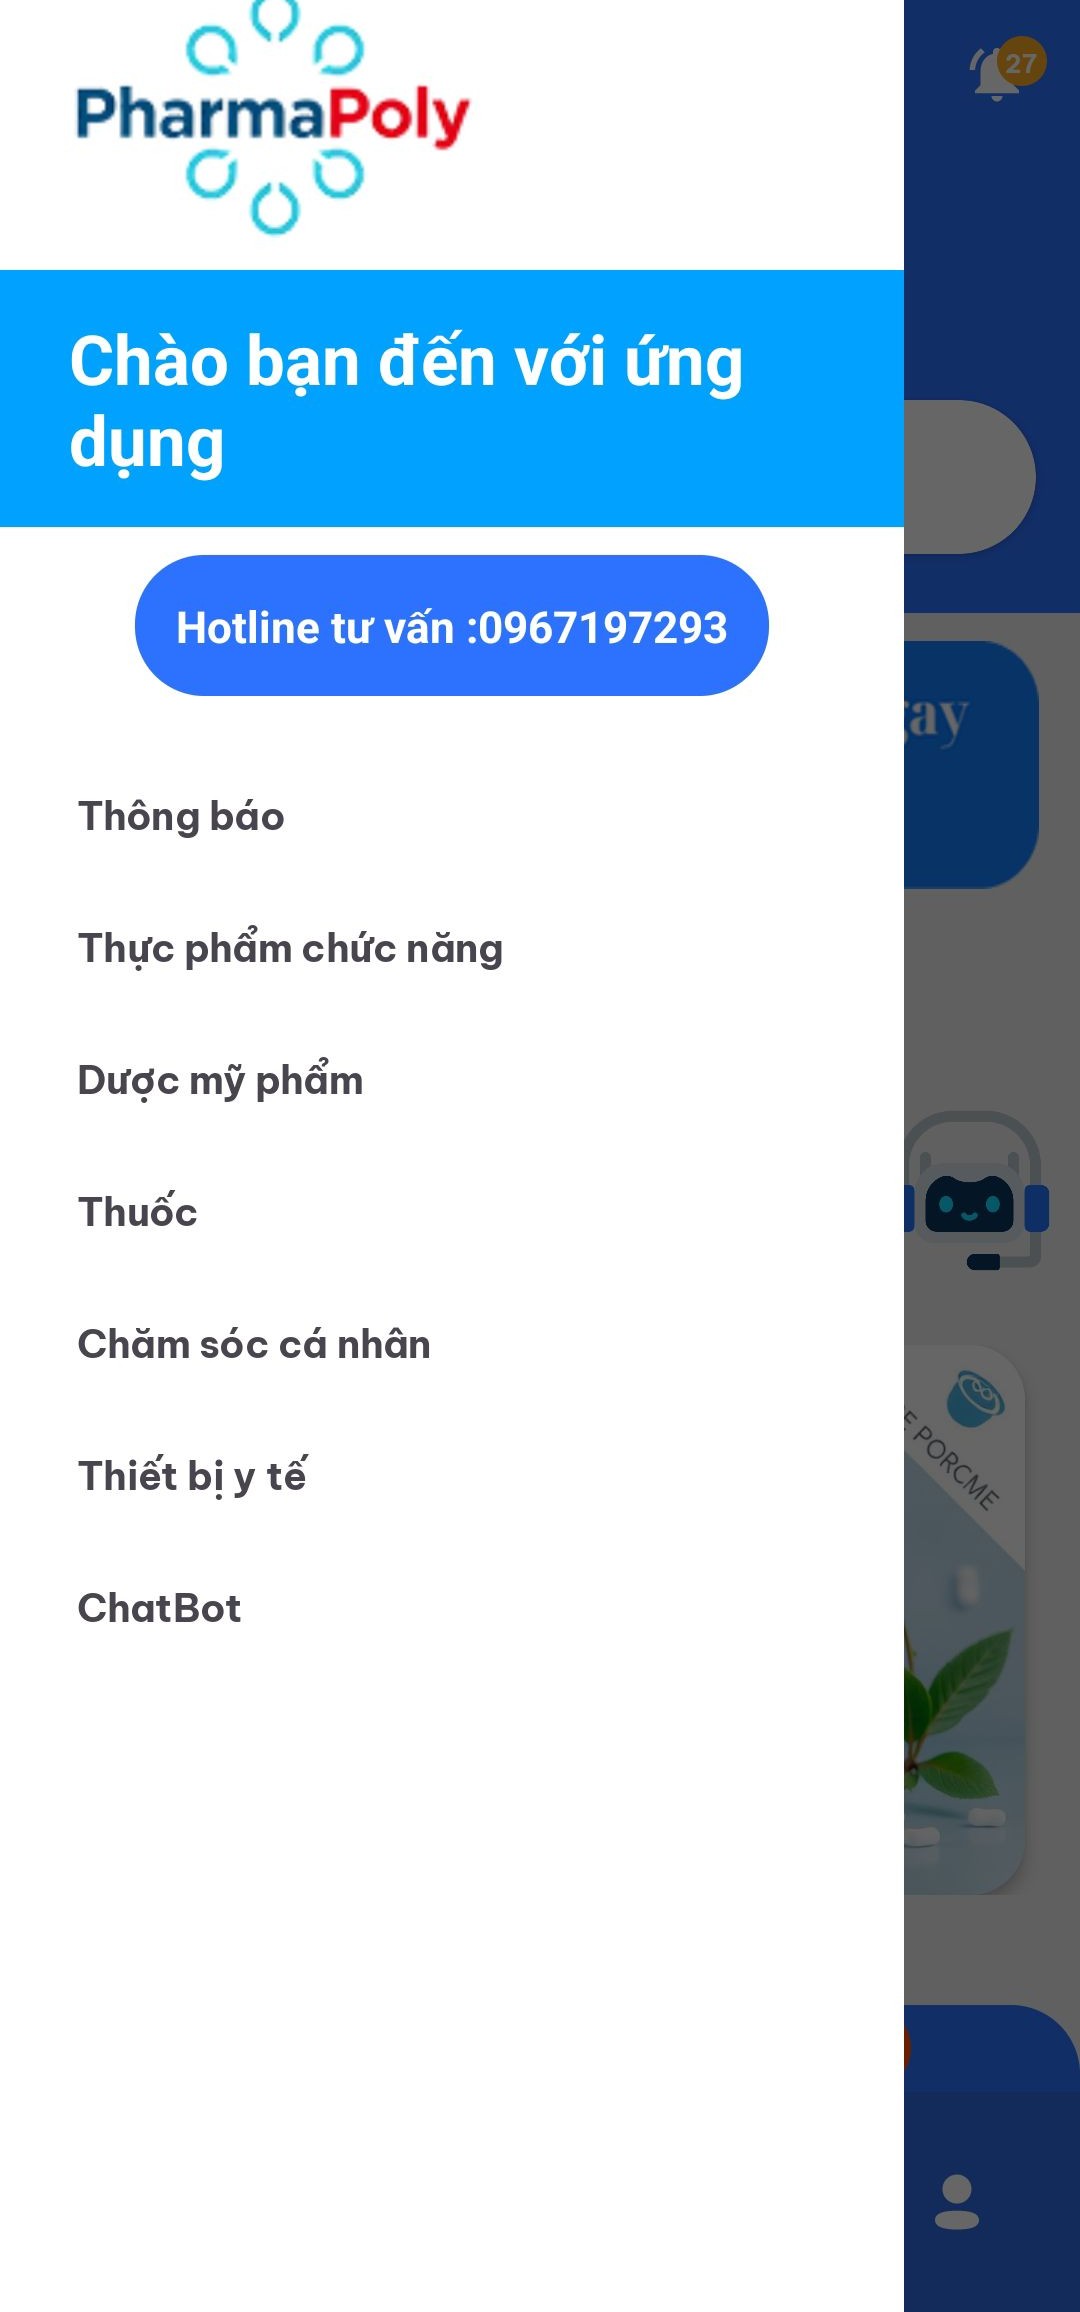 PharmaPoly
27
Chào bạn đến với ứng
dụng
Hotline tư vấn :0967197293
Thông báo
Thực phẩm chức năng
Dược mỹ phẩm
Thuốc
Chăm sóc cá nhân
Thiết bị y tế
ChatBot
PORCME